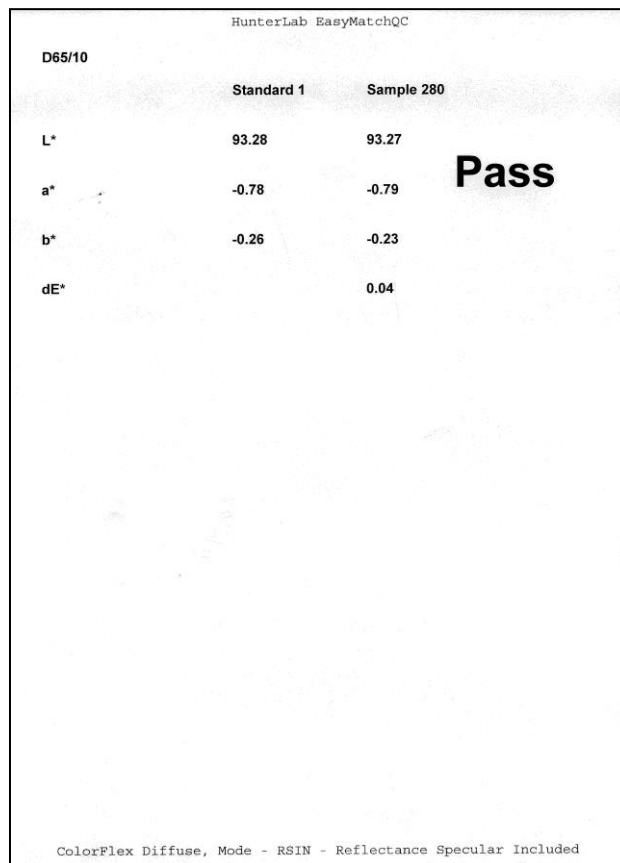 HunterLab EasyMatchQC
D65/10
Standard 1 Sample 280
L* 93.28 93.27
Pass
a* -0.78 -0.79
b* -0.26 -0.23
dE* 0.04
ColorFlex Diffuse, Mode - RSIN - Reflectance Specular Included